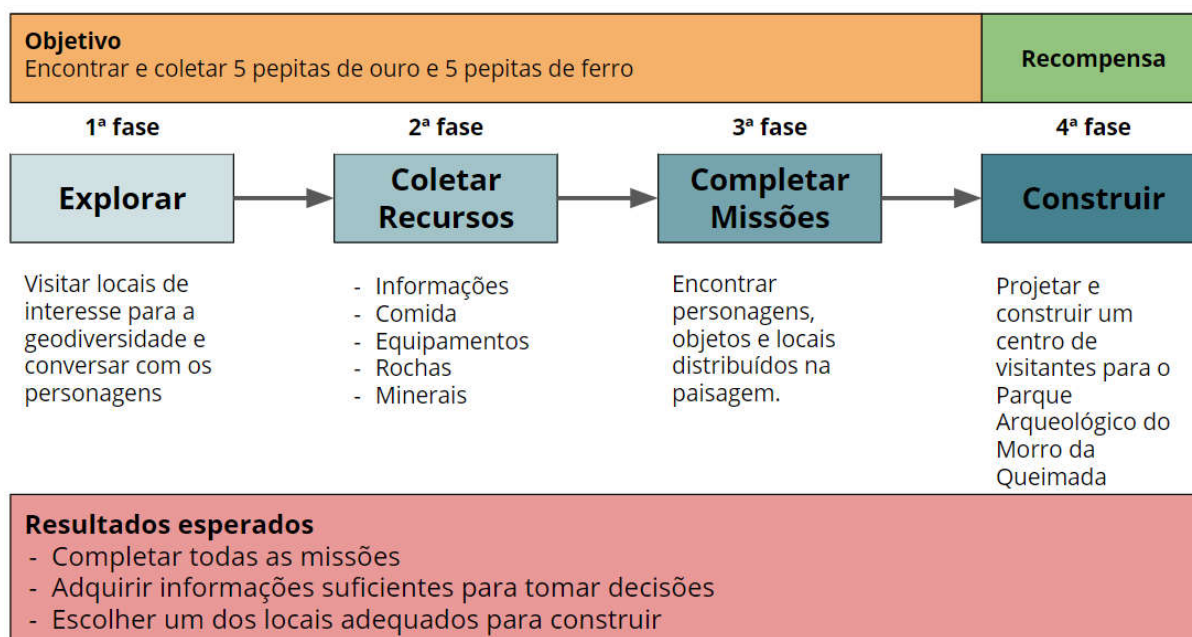 Objetivo
Encontrar e coletar 5 pepitas de ouro e 5 pepitas de ferro
Recompensa
1ª fase
2ª fase
3ª fase
4ª fase
Explorar
Coletar
Recursos
Completar
Missões
Construir
Visitar locais de
interesse para a
geodiversidade e
conversar com os
personagens
- Informações
- Comida
- Equipamentos
- Rochas
- Minerais
Encontrar
personagens,
objetos e locais
distribuídos na
paisagem.
Projetar e
construir um
centro de
visitantes para o
Parque
Arqueológico do
Morro da
Queimada
Resultados esperados
- Completar todas as missões
- Adquirir informações suficientes para tomar decisões
- Escolher um dos locais adequados para construir